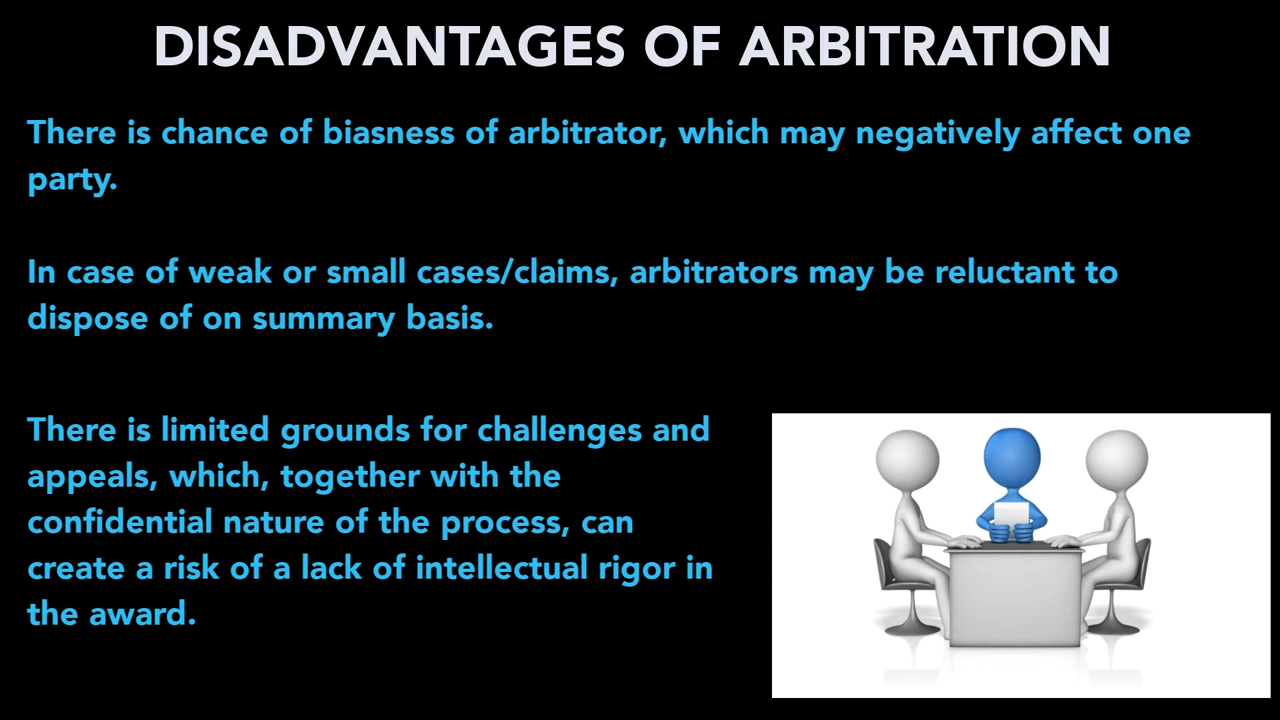 DISADVANTAGES OF ARBITRATION
There is chance of biasness of arbitrator, which may negatively affect one
party.
In case of weak or small cases/claims, arbitrators may be reluctant to
dispose of on summary basis.
There is limited grounds for challenges and
appeals, which, together with the
confidential nature of the process, can
create a risk of a lack of intellectual rigor in
the award.